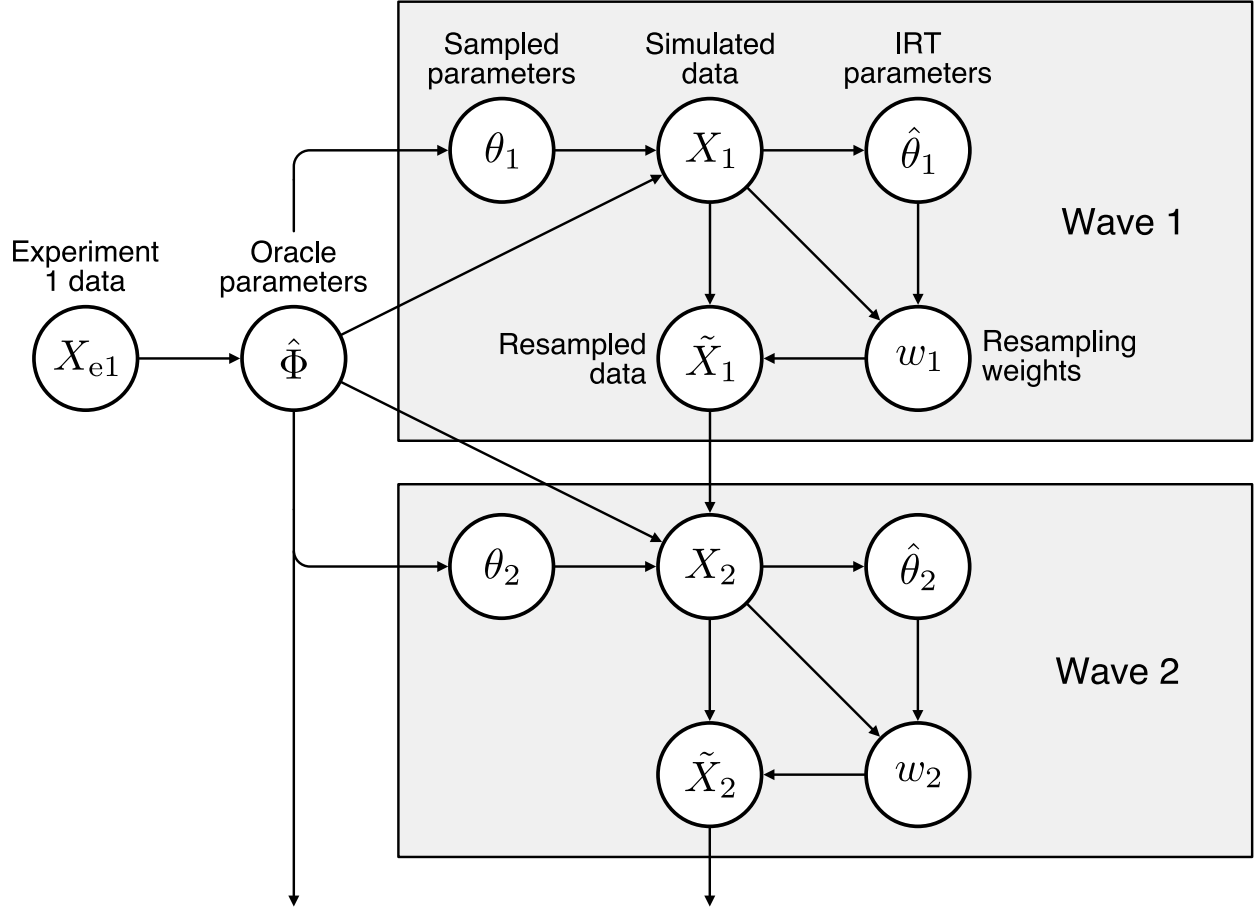 Sampled
parameters
Simulated
data
IRT
parameters
θ₁
X₁
θ̂₁
Wave 1
Experiment
1 data
Oracle
parameters
Xₑ₁
Φ̂
Resampled
data
X̃₁
w₁
Resampling
weights
θ₂
X₂
θ̂₂
Wave 2
X̃₂
w₂